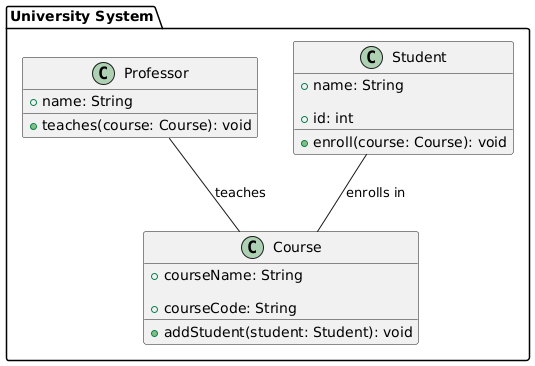 University System
C Professor
+ name: String
+ teaches(course: Course): void
C Student
+ name: String
+ id: int
+ enroll(course: Course): void
teaches
enrolls in
C Course
+ courseName: String
+ courseCode: String
+ addStudent(student: Student): void